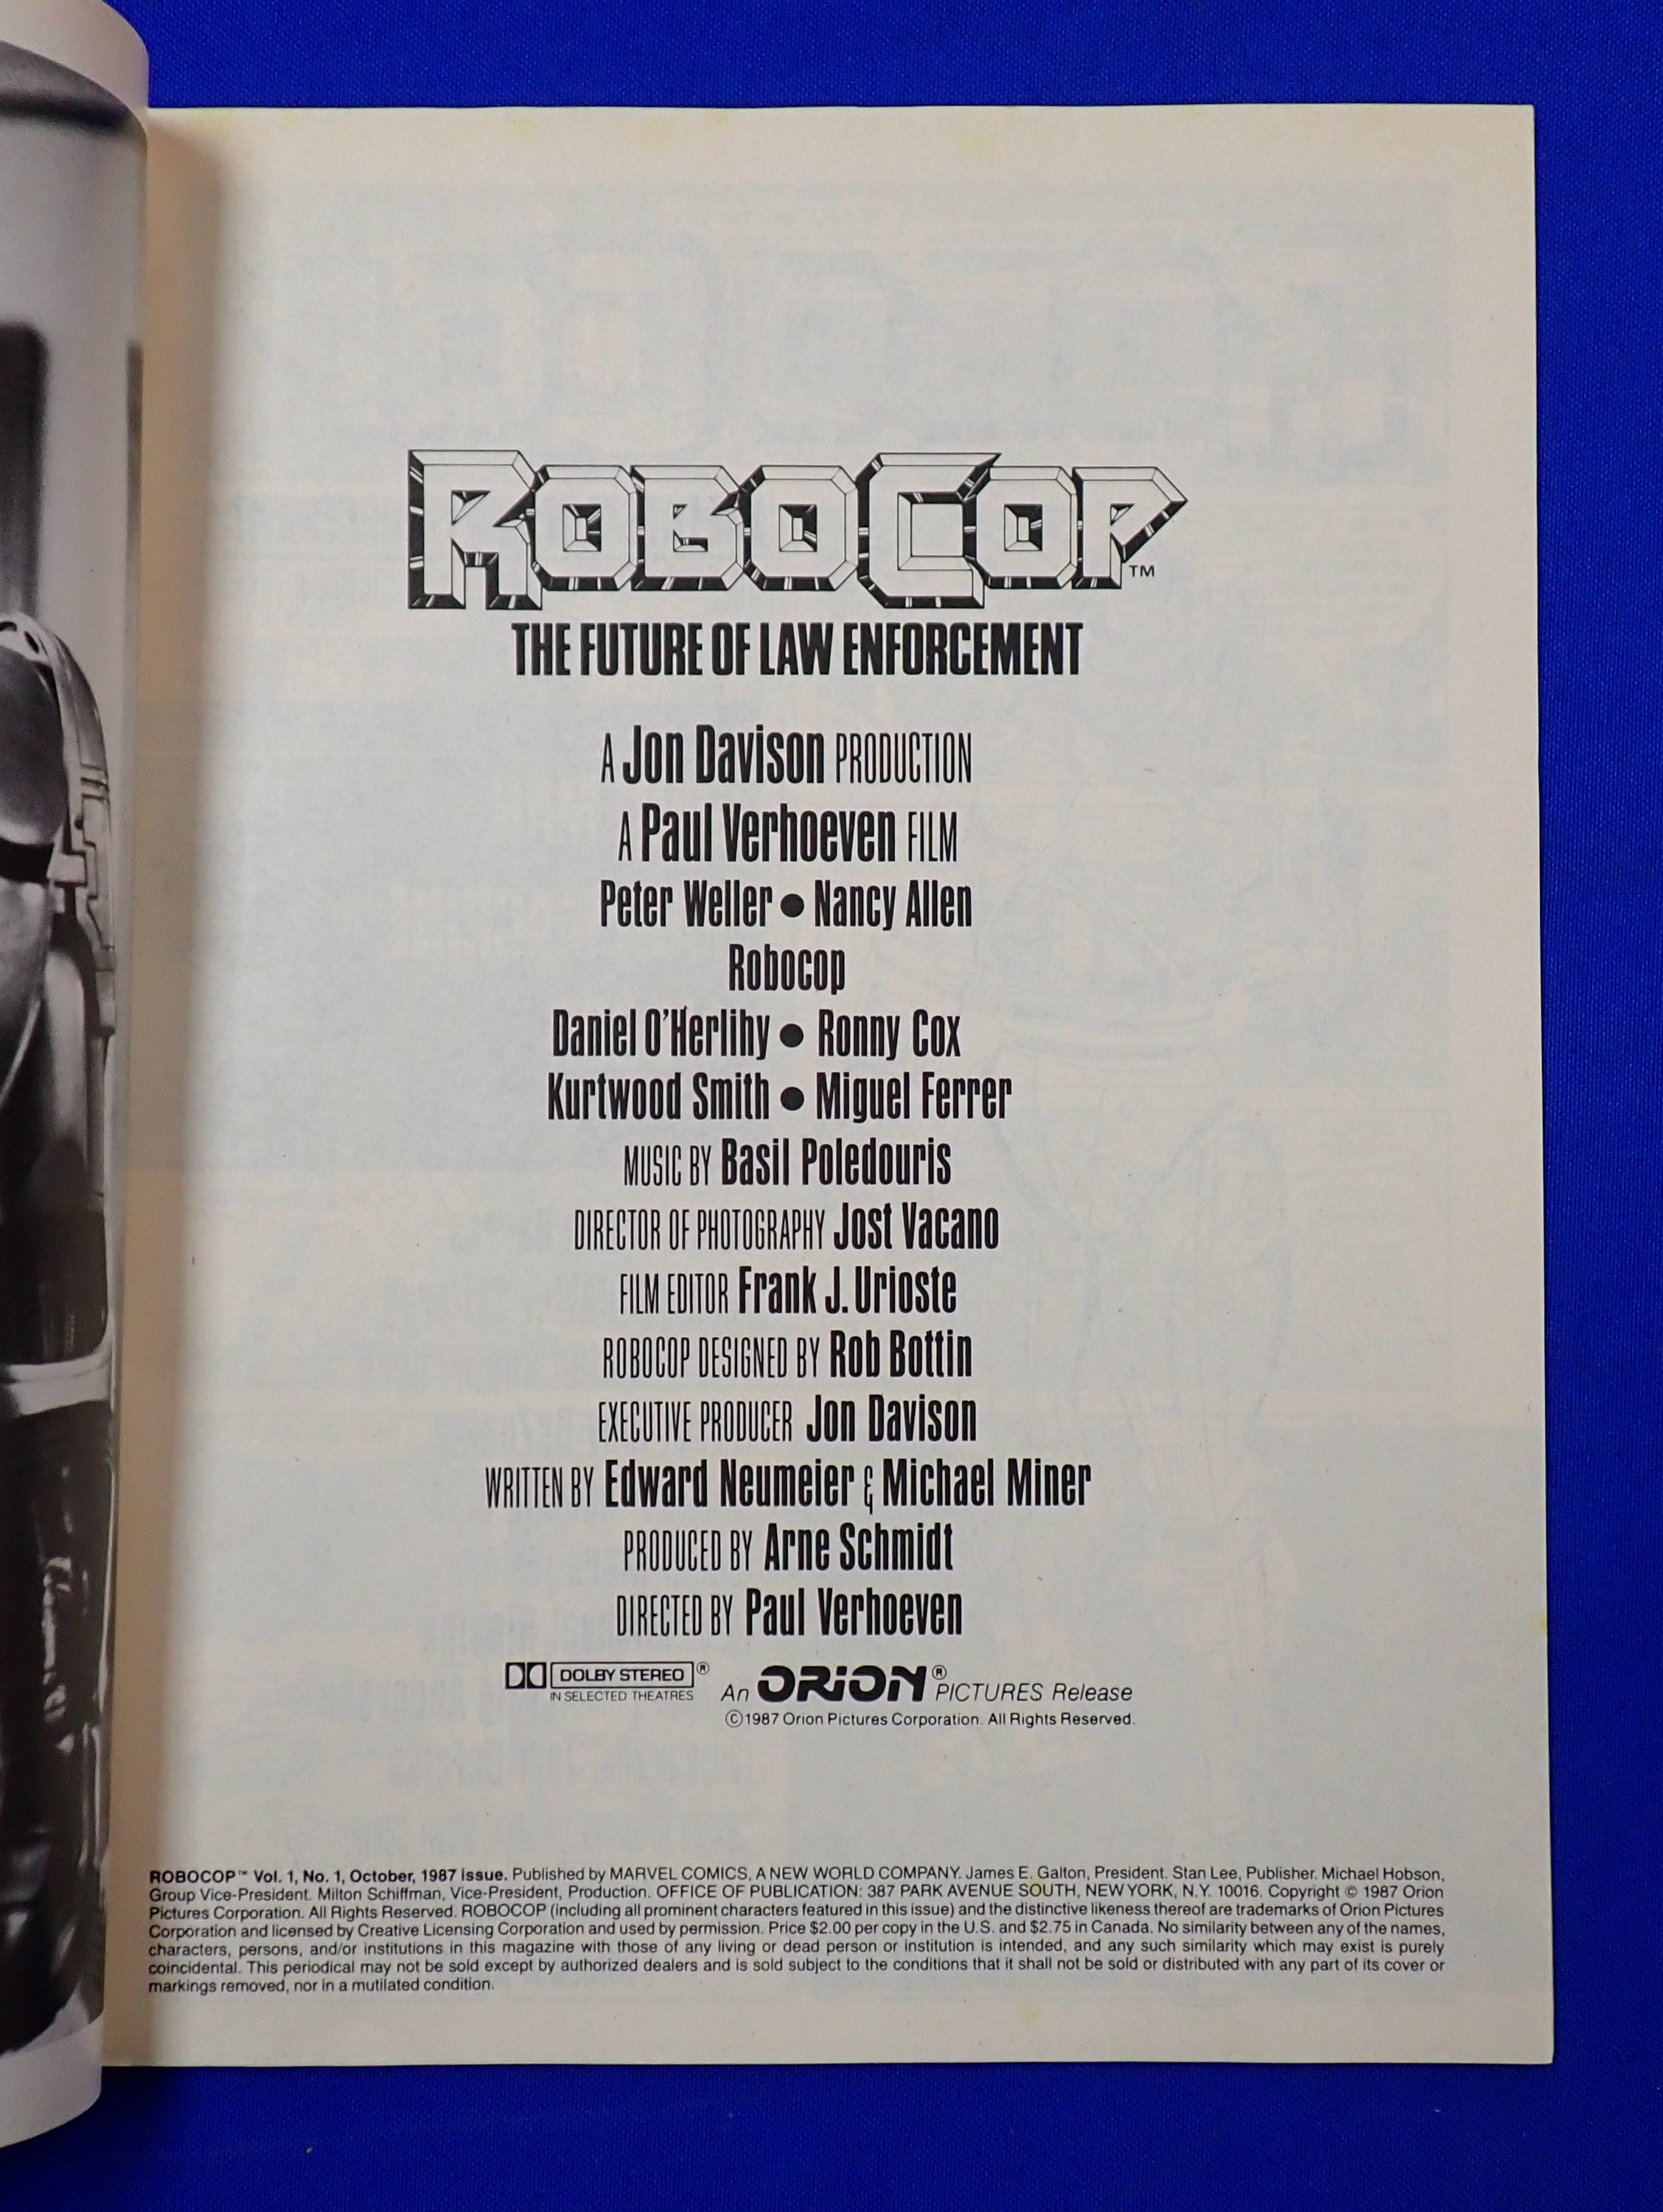 ROBOCOP™
THE FUTURE OF LAW ENFORCEMENT
A Jon Davison PRODUCTION
A Paul Verhoeven FILM
Peter Weller ● Nancy Allen
Robocop
Daniel O'Herlihy ● Ronny Cox
Kurtwood Smith ● Miguel Ferrer
MUSIC BY Basil Poledouris
DIRECTOR OF PHOTOGRAPHY Jost Vacano
FILM EDITOR Frank J. Urioste
ROBOCOP DESIGNED BY Rob Bottin
EXECUTIVE PRODUCER Jon Davison
WRITTEN BY Edward Neumeier & Michael Miner
PRODUCED BY Arne Schmidt
DIRECTED BY Paul Verhoeven
DOLBY STEREO ®
IN SELECTED THEATRES
An ORION® PICTURES Release
©1987 Orion Pictures Corporation. All Rights Reserved.
ROBOCOP™ Vol. 1, No. 1, October, 1987 issue. Published by MARVEL COMICS, A NEW WORLD COMPANY. James E. Galton, President. Stan Lee, Publisher. Michael Hobson,
Group Vice-President. Milton Schiffman, Vice-President, Production. OFFICE OF PUBLICATION: 387 PARK AVENUE SOUTH, NEW YORK, N.Y. 10016. Copyright © 1987 Orion
Pictures Corporation. All Rights Reserved. ROBOCOP (including all prominent characters featured in this issue) and the distinctive likeness thereof are trademarks of Orion Pictures
Corporation and licensed by Creative Licensing Corporation and used by permission. Price $2.00 per copy in the U.S. and $2.75 in Canada. No similarity between any of the names,
characters, persons, and/or institutions in this magazine with those of any living or dead person or institution is intended, and any such similarity which may exist is purely
coincidental. This periodical may not be sold except by authorized dealers and is sold subject to the conditions that it shall not be sold or distributed with any part of its cover or
markings removed, nor in a mutilated condition.